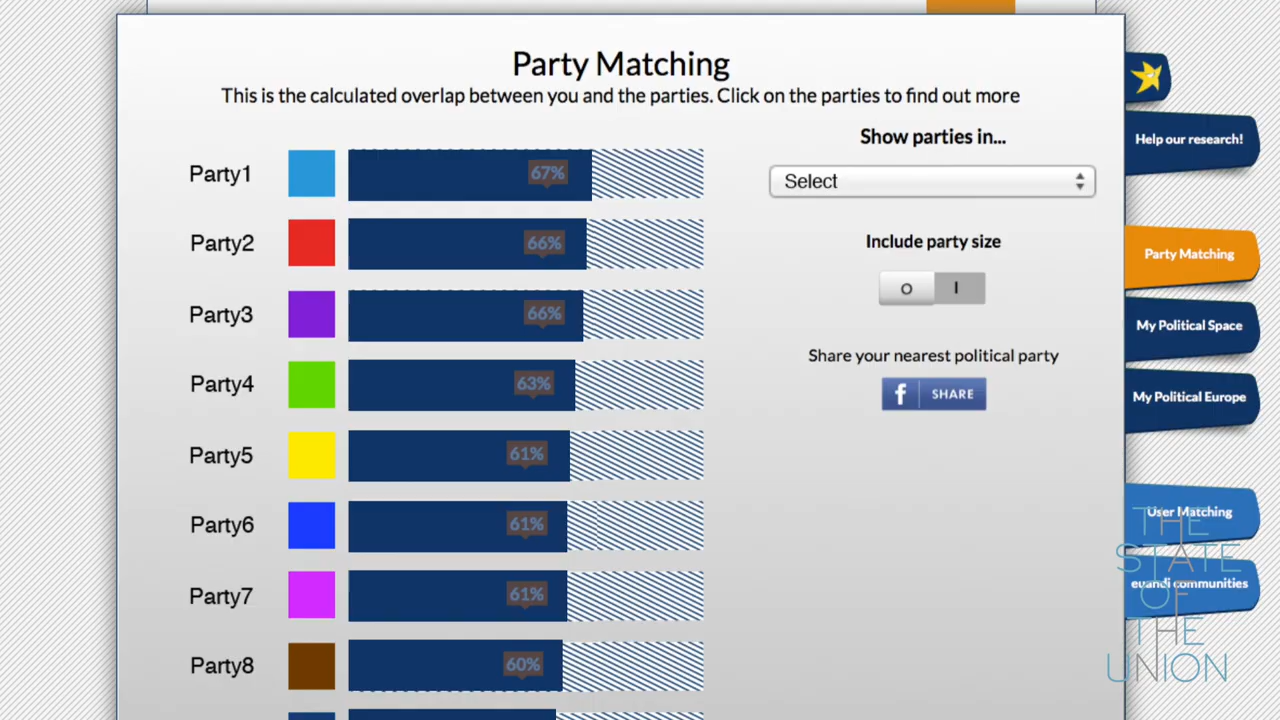 Party Matching
This is the calculated overlap between you and the parties. Click on the parties to find out more
Party1
67%
Party2
66%
Party3
66%
Party4
63%
Party5
61%
Party6
61%
Party7
61%
Party8
60%
Show parties in...
Select
Include party size
O I
Share your nearest political party
f SHARE
Help our research!
Party Matching
My Political Space
My Political Europe
User Matching
euandi communities
THE
STATE
OF
THE
UNION